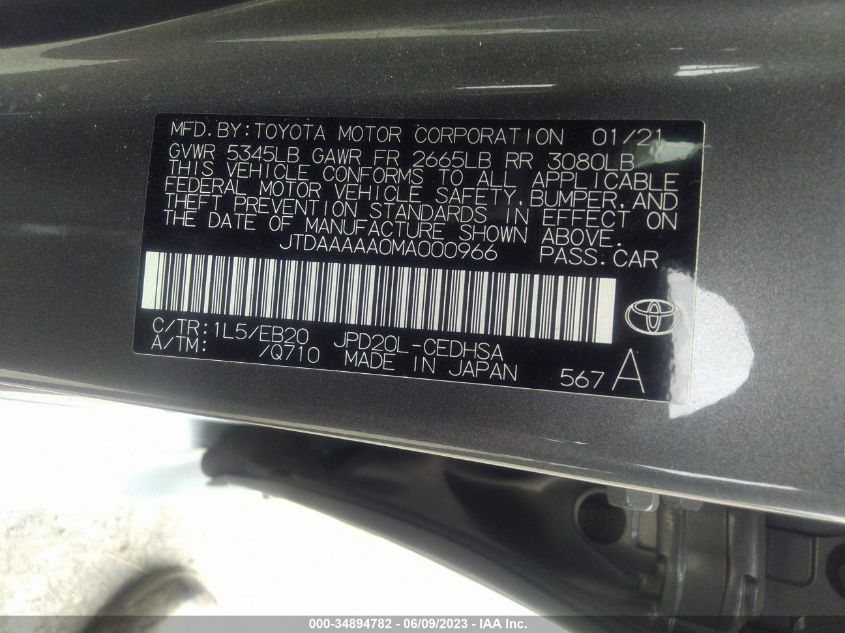 MFD. BY: TOYOTA MOTOR CORPORATION 01/21
GVWR 5345LB GAWR FR 2665LB RR 3080LB
THIS VEHICLE CONFORMS TO ALL APPLICABLE
FEDERAL MOTOR VEHICLE SAFETY, BUMPER, AND
THEFT PREVENTION STANDARDS IN EFFECT ON
THE DATE OF MANUFACTURE SHOWN ABOVE.
JTDAAAAA0MA000966 PASS. CAR
C/TR: 1L5/EB20 JPD20L-CEDHSA
A/TM: /Q710 MADE IN JAPAN 567 A
000-34894782 - 06/09/2023 - IAA Inc.